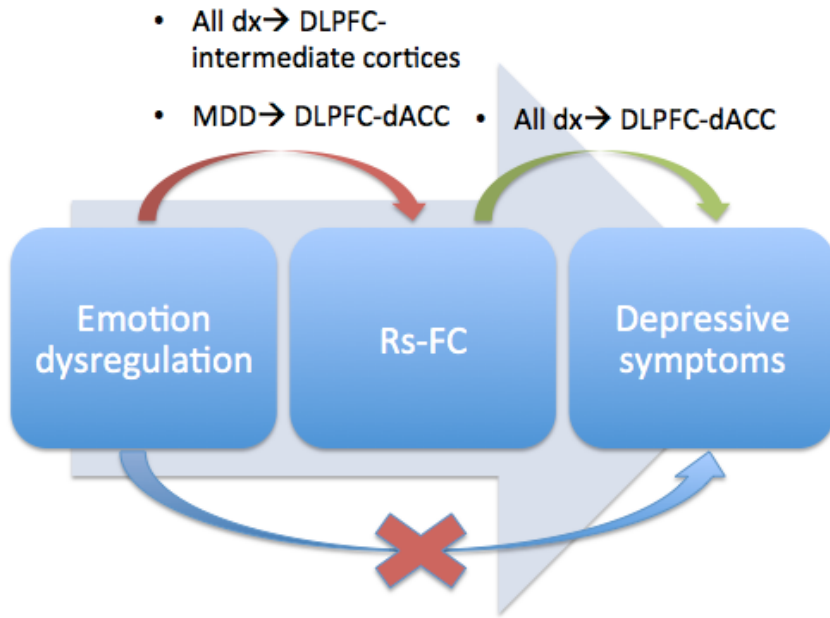 • All dx→ DLPFC-
intermediate cortices
• MDD→ DLPFC-dACC
• All dx→ DLPFC-dACC
Emotion
dysregulation
Rs-FC
Depressive
symptoms